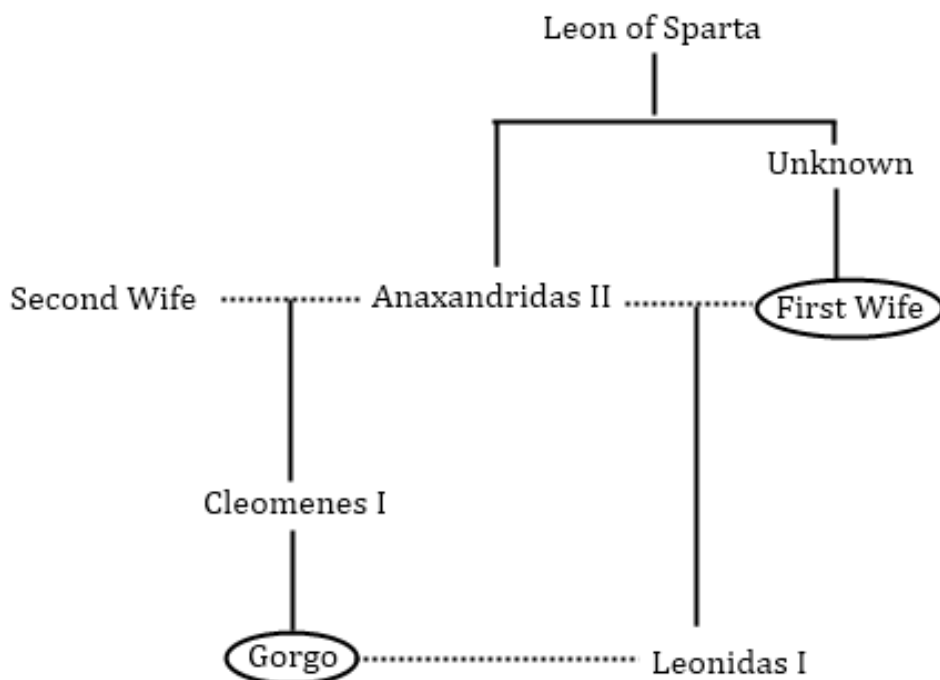 Leon of Sparta
Unknown
Second Wife
Anaxandridas II
First Wife
Cleomenes I
Gorgo
Leonidas I